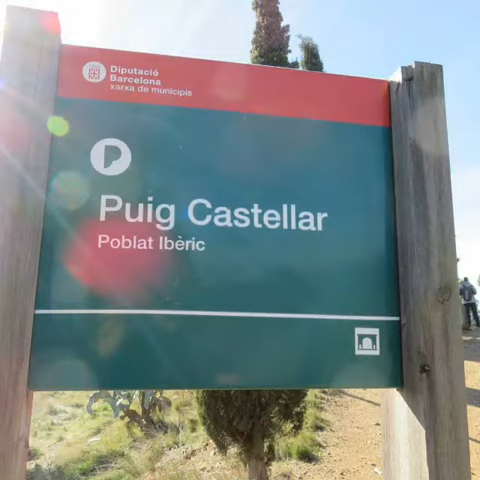 Diputació
Barcelona
xarxa de municipis
P
Puig Castellar
Poblat Ibèric